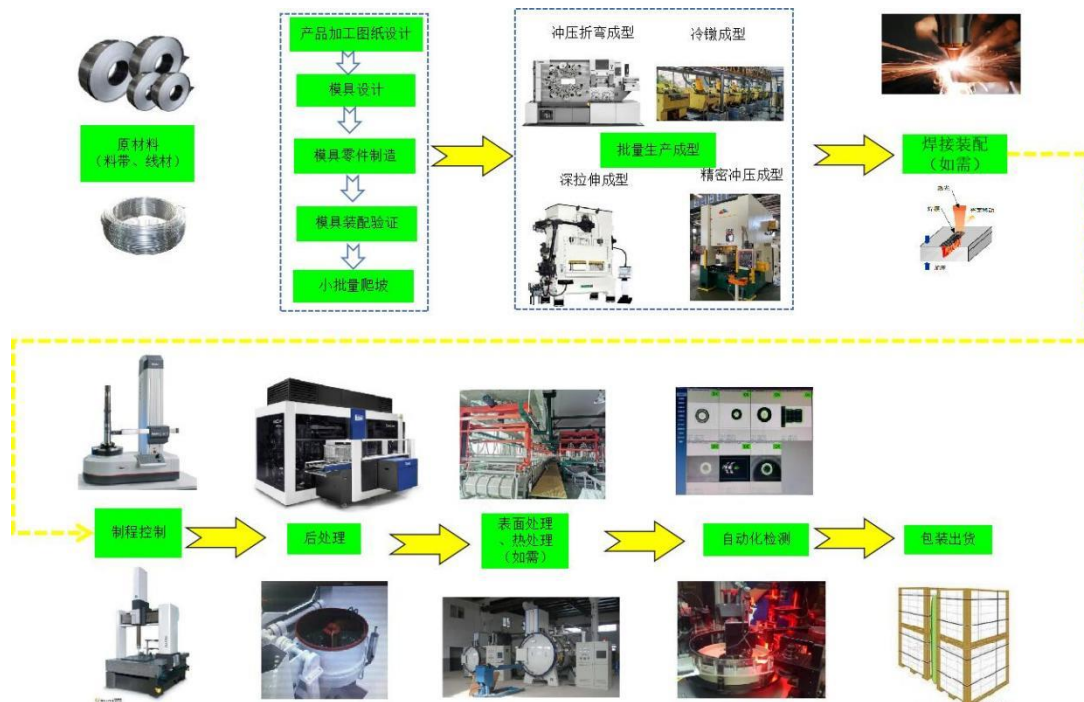 产品加工图纸设计
模具设计
模具零件制造
模具装配验证
小批量爬坡
原材料
（料带、线材）
冲压折弯成型
冷镦成型
批量生产成型
深拉伸成型
精密冲压成型
焊接装配
（如需）
制程控制
后处理
表面处理
、热处理
（如需）
自动化检测
包装出货